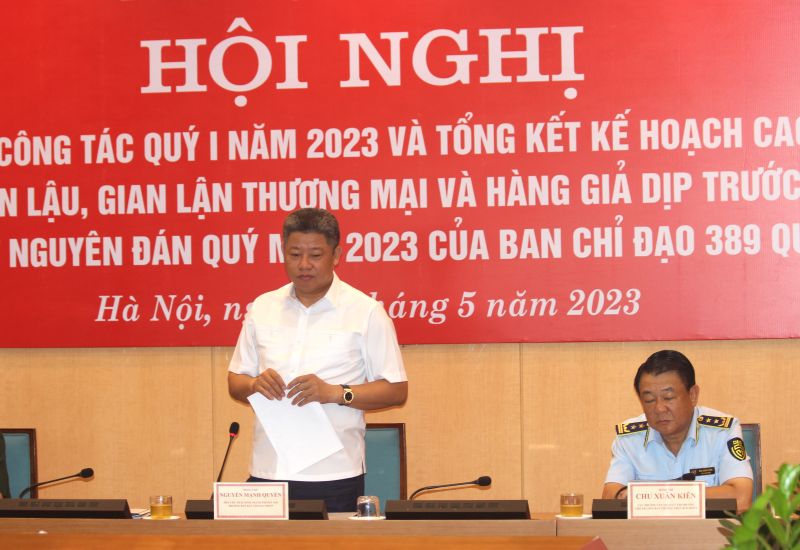 HỘI NGHỊ
CÔNG TÁC QUÝ I NĂM 2023 VÀ TỔNG KẾT KẾ HOẠCH CAO
N LẬU, GIAN LẬN THƯƠNG MẠI VÀ HÀNG GIẢ DỊP TRƯỚC
NGUYÊN ĐÁN QUÝ M 2023 CỦA BAN CHỈ ĐẠO 389 QU
Hà Nội, ng háng 5 năm 2023
NGUYỄN MẠNH QUYỀN
CHU XUÂN KIÊN